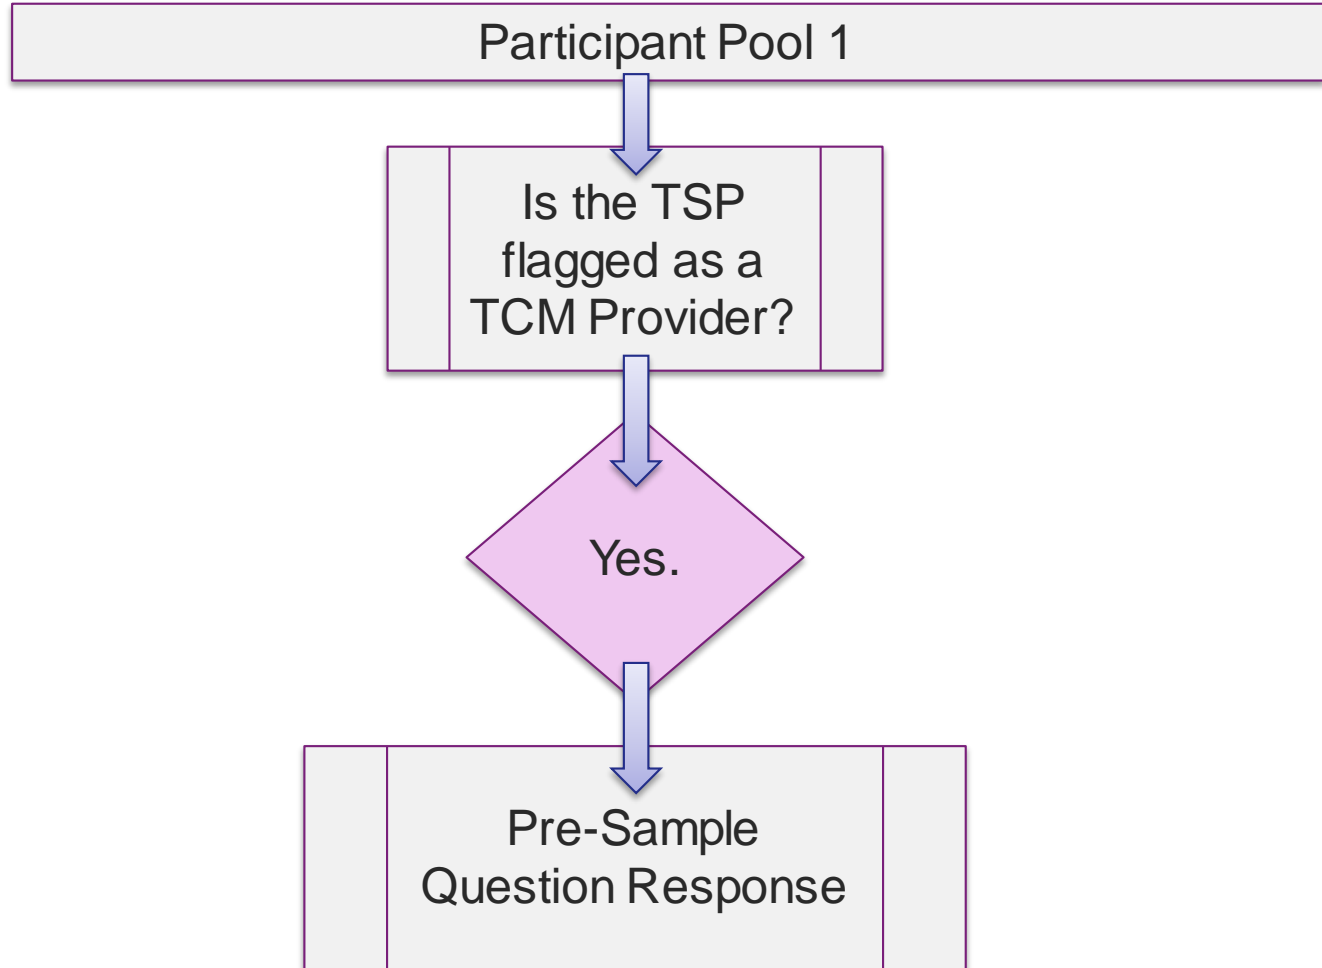 Participant Pool 1
Is the TSP
flagged as a
TCM Provider?
Yes.
Pre-Sample
Question Response